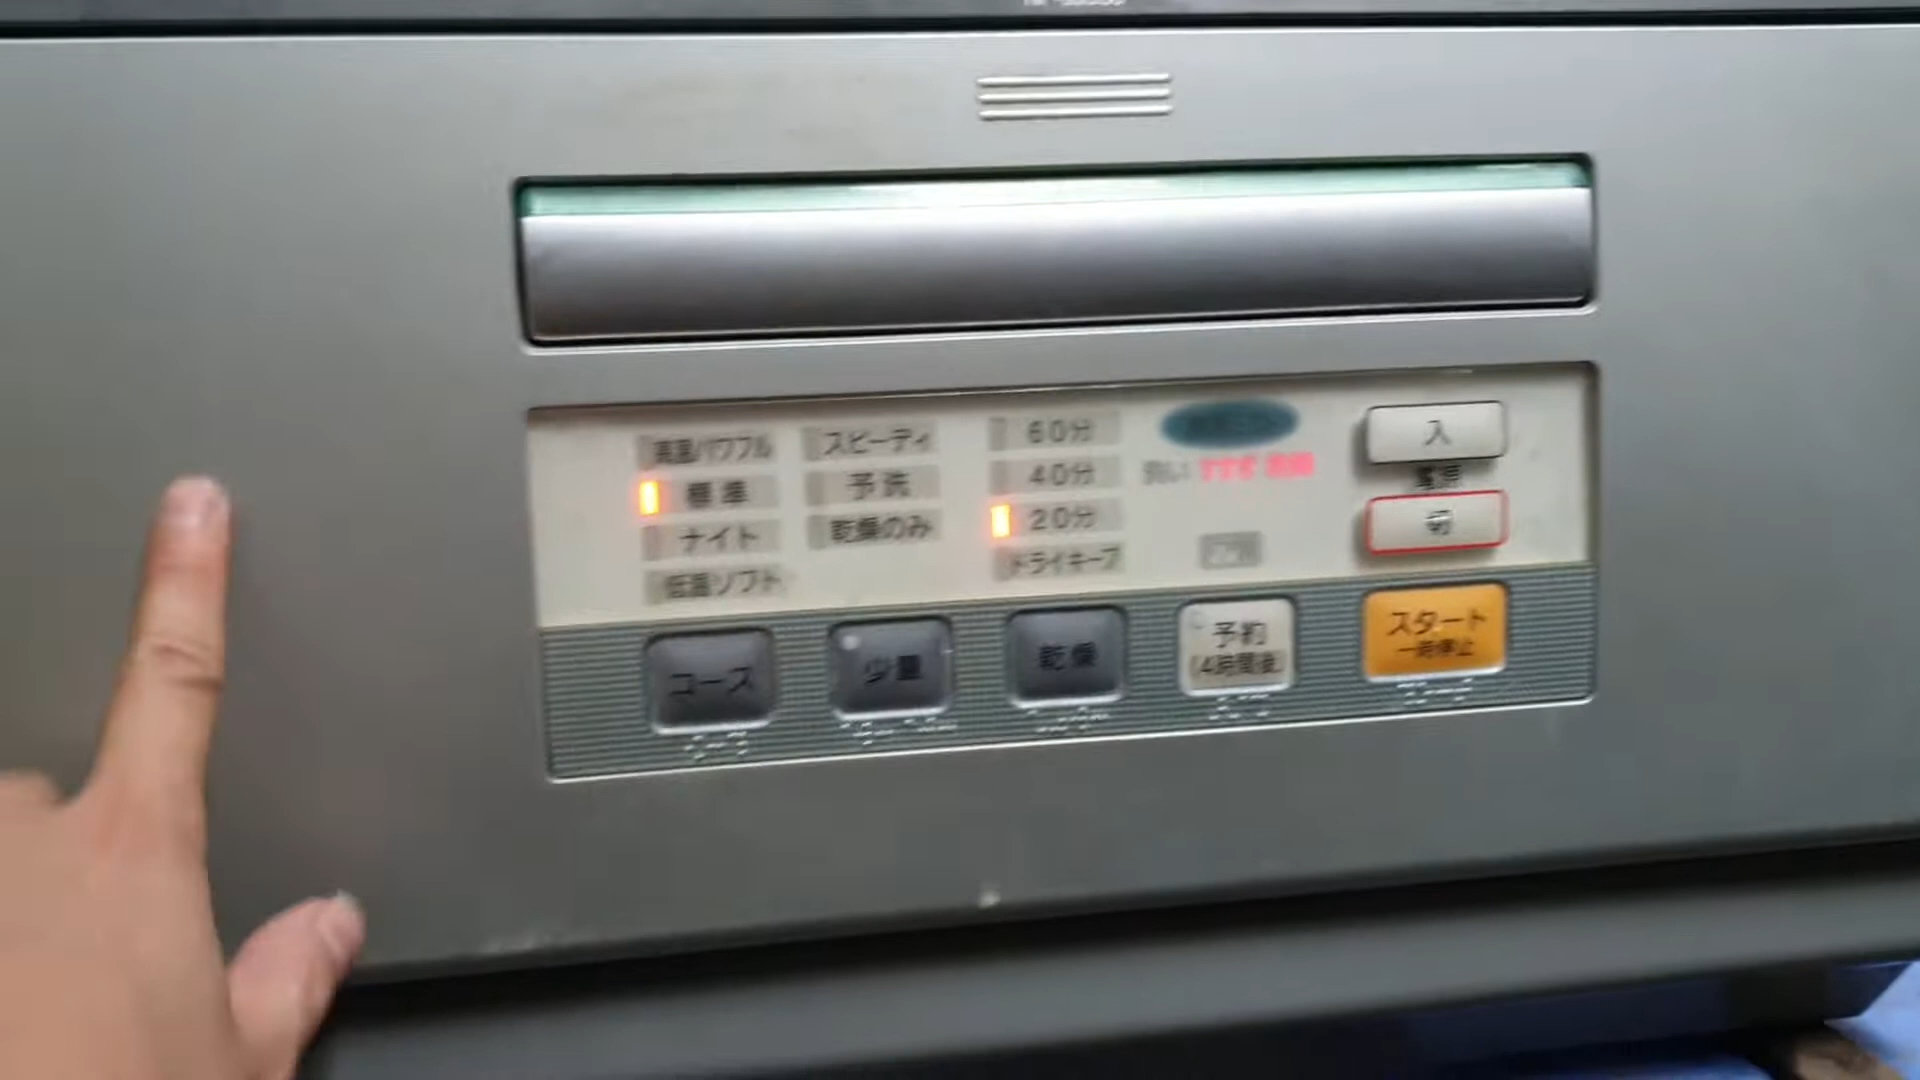 高温パワフル
標準
ナイト
低温ソフト
スピーディ
予洗
乾燥のみ
60分
40分
20分
ドライキープ
入
電源
切
コース
少量
乾燥
予約
(4時間後)
スタート
一時停止